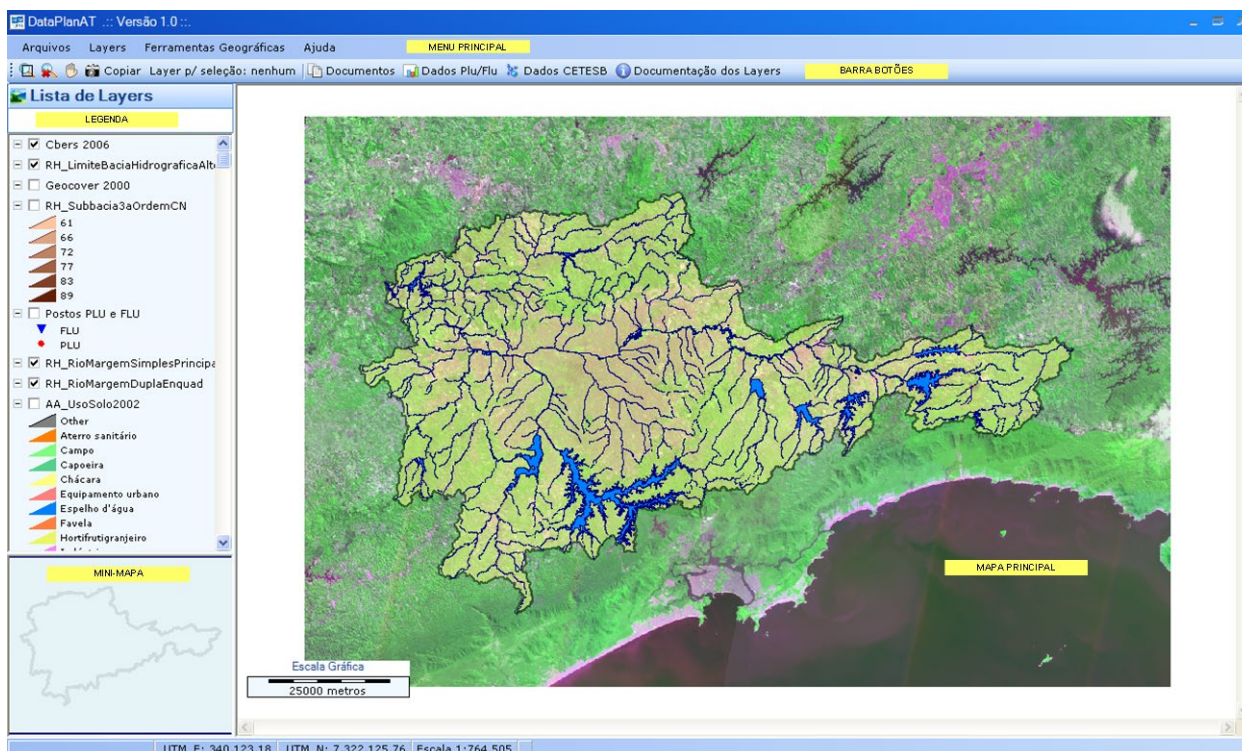 DataPlanAT .:: Versão 1.0 ::.
Arquivos Layers Ferramentas Geográficas Ajuda MENU PRINCIPAL
Copiar Layer p/ seleção: nenhum Documentos Dados Plu/Flu Dados CETESB Documentação dos Layers BARRA BOTÕES
Lista de Layers
LEGENDA
Cbers 2006
RH_LimiteBaciaHidrograficaAlt
Geocover 2000
RH_Subbacia3aOrdemCN
61
66
72
77
83
89
Postos PLU e FLU
FLU
PLU
RH_RioMargemSimplesPrincipa
RH_RioMargemDuplaEnquad
AA_UsoSolo2002
Other
Aterro sanitário
Campo
Capoeira
Chácara
Equipamento urbano
Espelho d'água
Favela
Hortifrutigranjeiro
MINI-MAPA
MAPA PRINCIPAL
Escala Gráfica
25000 metros
UTM E: 340.123,18 UTM N: 7.322.125,76 Escala 1:764.505